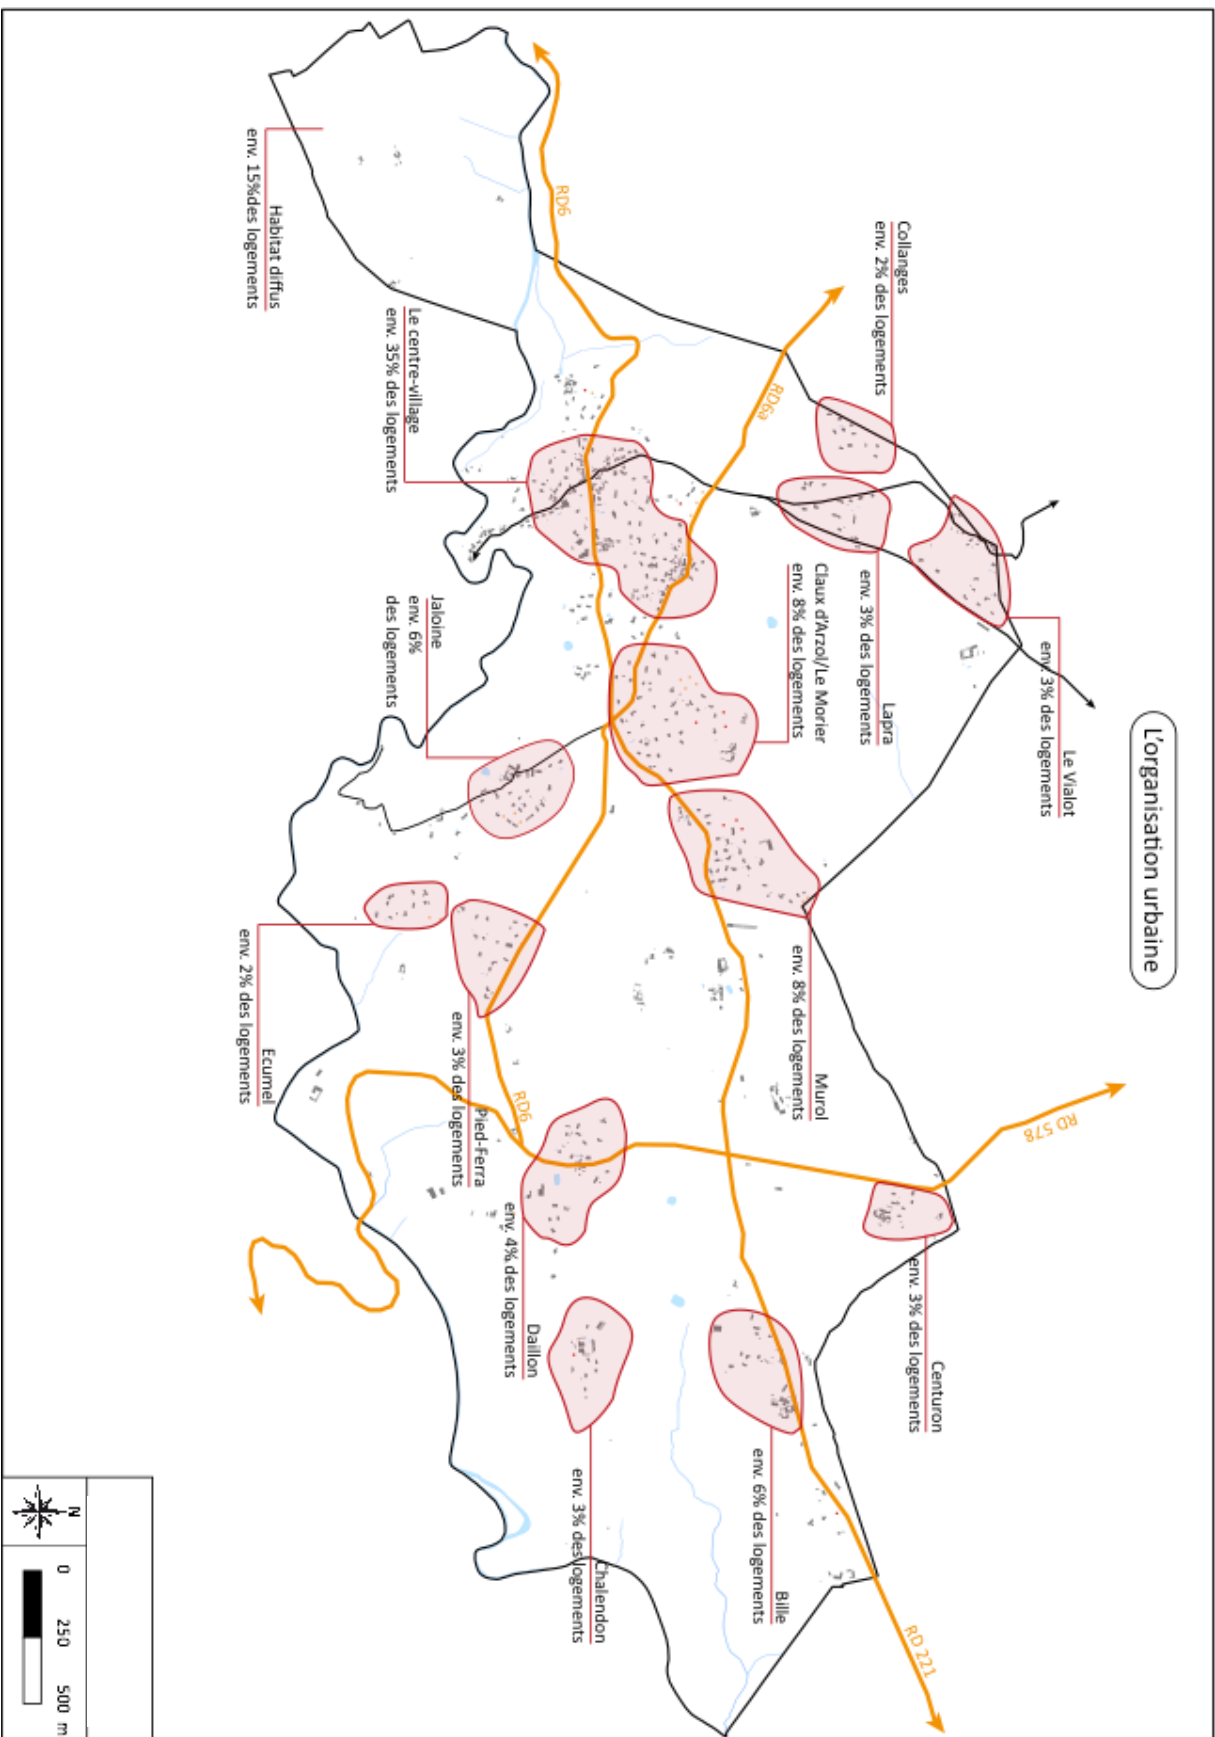 L'organisation urbaine
Le Vialot
env. 3% des logements
Collanges
env. 2% des logements
Lapra
env. 3% des logements
Claux d'Arzol/Le Morier
env. 8% des logements
Murol
env. 8% des logements
Centuron
env. 3% des logements
Bille
env. 6% des logements
Chalendon
env. 3% des logements
Daillon
env. 4% des logements
Pied-Ferra
env. 3% des logements
Ecumel
env. 2% des logements
Jaloine
env. 6%
des logements
Le centre-village
env. 35% des logements
Habitat diffus
env. 15%des logements
RD6
RD6a
RD 578
RD6
RD 221
N
0 250 500 m